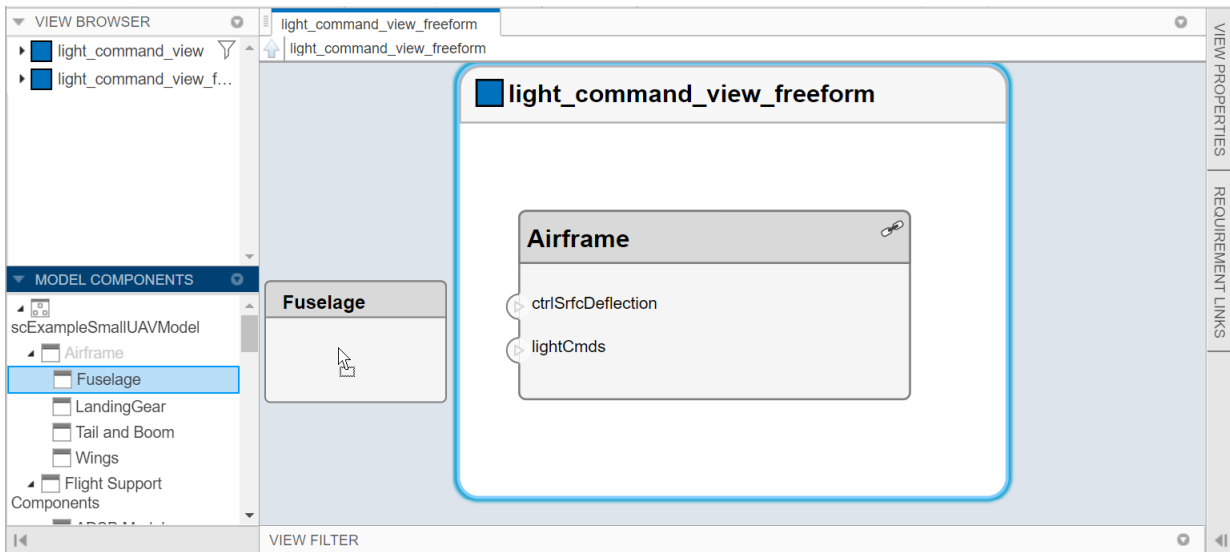 VIEW BROWSER
light_command_view
light_command_view_f...
MODEL COMPONENTS
scExampleSmallUAVModel
Airframe
Fuselage
LandingGear
Tail and Boom
Wings
Flight Support
Components
light_command_view_freeform
light_command_view_freeform
light_command_view_freeform
Airframe
ctrlSrfcDeflection
lightCmds
Fuselage
VIEW FILTER
VIEW PROPERTIES
REQUIREMENT LINKS